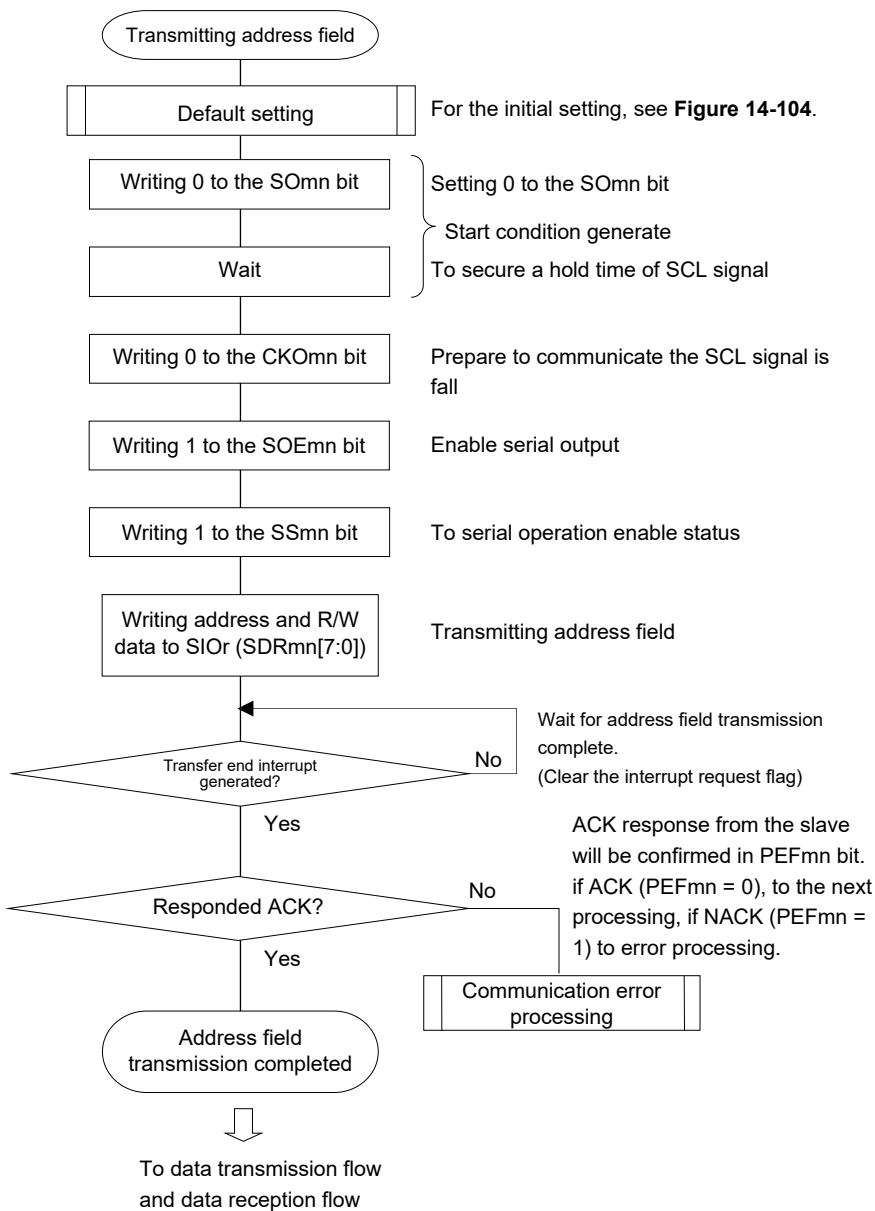 Transmitting address field
Default setting
For the initial setting, see Figure 14-104.
Writing 0 to the SOmn bit
Setting 0 to the SOmn bit
Start condition generate
Wait
To secure a hold time of SCL signal
Writing 0 to the CKOmn bit
Prepare to communicate the SCL signal is
fall
Writing 1 to the SOEmn bit
Enable serial output
Writing 1 to the SSmn bit
To serial operation enable status
Writing address and R/W
data to SIOr (SDRmn[7:0])
Transmitting address field
Transfer end interrupt
generated?
No
Wait for address field transmission
complete.
(Clear the interrupt request flag)
Yes
Responded ACK?
No
ACK response from the slave
will be confirmed in PEFmn bit.
if ACK (PEFmn = 0), to the next
processing, if NACK (PEFmn =
1) to error processing.
Yes
Communication error
processing
Address field
transmission completed
To data transmission flow
and data reception flow